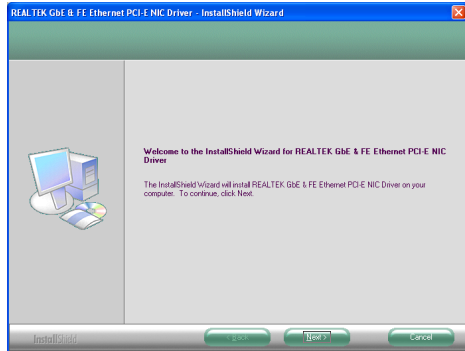 REALTEK GbE & FE Ethernet PCI-E NIC Driver - InstallShield Wizard
Welcome to the InstallShield Wizard for REALTEK GbE & FE Ethernet PCI-E NIC
Driver
The InstallShield Wizard will install REALTEK GbE & FE Ethernet PCI-E NIC Driver on your
computer. To continue, click Next.
InstallShield
< Back
Next >
Cancel